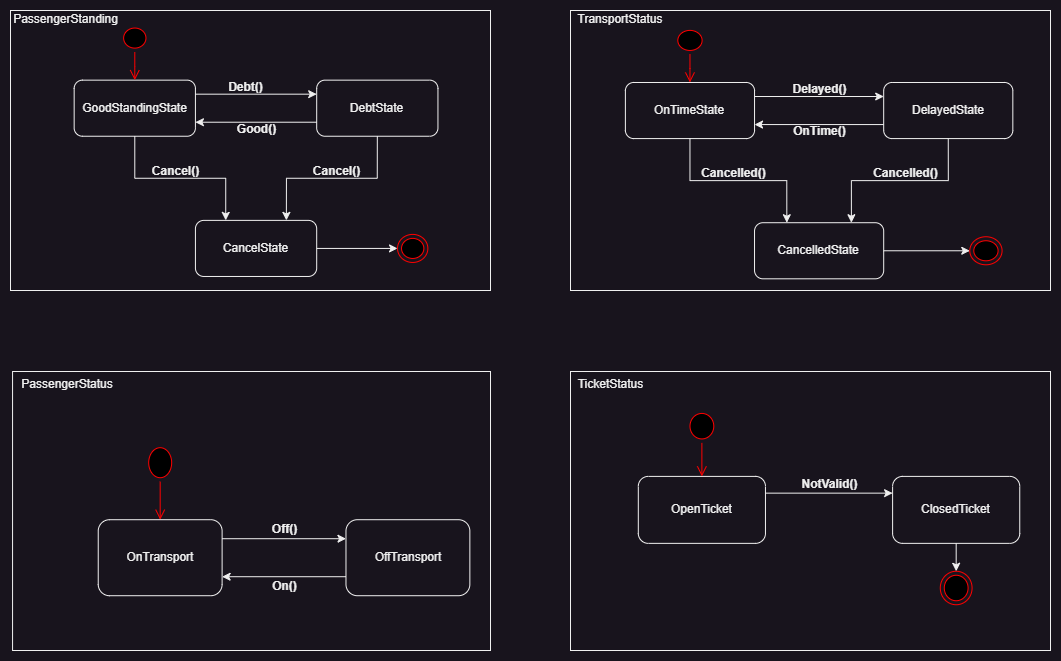 PassengerStanding
GoodStandingState
Debt()
DebtState
Good()
Cancel()
Cancel()
CancelState
TransportStatus
OnTimeState
Delayed()
DelayedState
OnTime()
Cancelled()
Cancelled()
CancelledState
PassengerStatus
OnTransport
Off()
OffTransport
On()
TicketStatus
OpenTicket
NotValid()
ClosedTicket